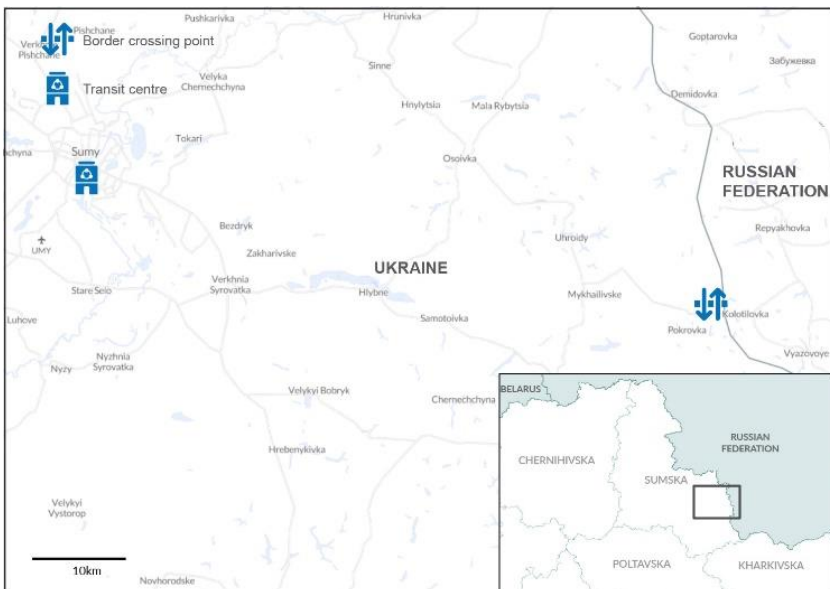 Pushkarivka
Hrunivka
Pishchane
Border crossing point
Pishchane
Sinne
Goptarovka
Забужевка
Velyka
Chernechchyna
Transit centre
Hnylytsia
Mala Rybytsia
Demidovka
Tokari
Sumy
Osoivka
RUSSIAN
FEDERATION
Bezdryk
Uhroidy
Repyakhovka
UMY
Zakharivske
UKRAINE
Verkhnia
Syrovatka
Stare Selo
Hlybne
Mykhailivske
Luhove
Samotoivka
Kolotilovka
Pokrovka
Nyzhnia
Syrovatka
Nyzy
Vyazovoye
Velykyi Bobryk
Chernechchyna
BELARUS
RUSSIAN
FEDERATION
CHERNIHIVSKA
Hrebenykivka
SUMSKA
Velykyi
Vystorop
10km
POLTAVSKA
KHARKIVSKA
Novhorodske